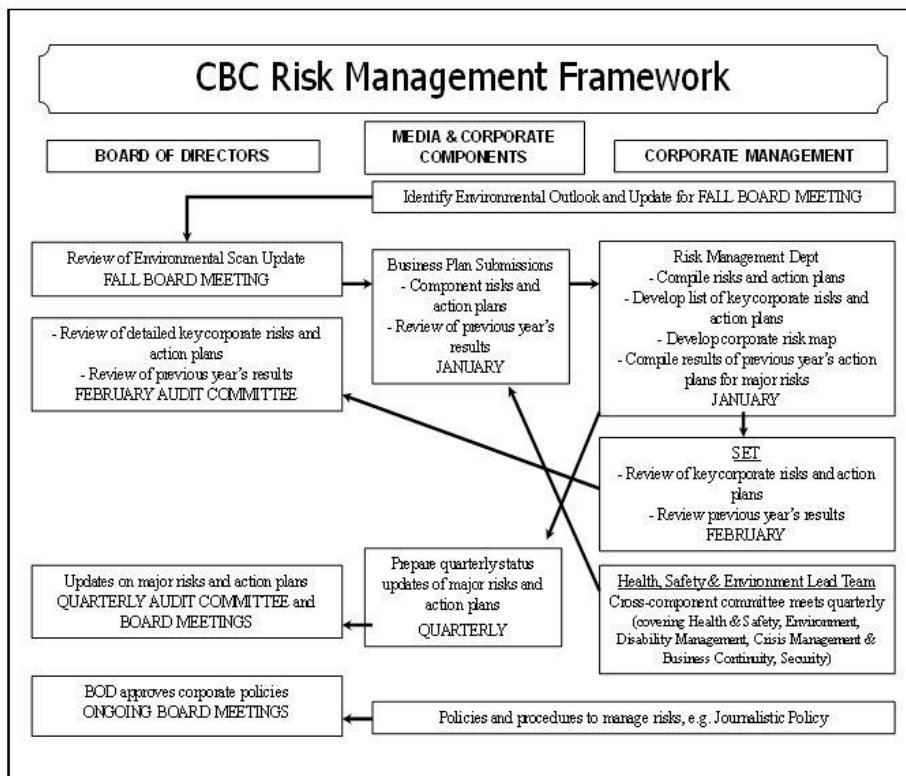 CBC Risk Management Framework
BOARD OF DIRECTORS
MEDIA & CORPORATE
COMPONENTS
CORPORATE MANAGEMENT
Identify Environmental Outlook and Update for FALL BOARD MEETING
Review of Environmental Scan Update
FALL BOARD MEETING
Business Plan Submissions
- Component risks and
action plans
- Review of previous year's
results
JANUARY
Risk Management Dept
- Compile risks and action plans
- Develop list of key corporate risks and
action plans
- Develop corporate risk map
- Compile results of previous year's action
plans for major risks
JANUARY
- Review of detailed key corporate risks and
action plans
- Review of previous year's results
FEBRUARY AUDIT COMMITTEE
SET
- Review of key corporate risks and action
plans
- Review previous year's results
FEBRUARY
Updates on major risks and action plans
QUARTERLY AUDIT COMMITTEE and
BOARD MEETINGS
Prepare quarterly status
updates of major risks and
action plans
QUARTERLY
Health, Safety & Environment Lead Team
Cross-component committee meets quarterly
(covering Health & Safety, Environment,
Disability Management, Crisis Management &
Business Continuity, Security)
BOD approves corporate policies
ONGOING BOARD MEETINGS
Policies and procedures to manage risks, e.g. Journalistic Policy